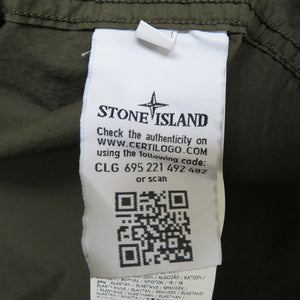 STONE ISLAND
Check the authenticity on
www.CERTILOGO.COM
using the following code:
CLG 695 221 492 482
or scan